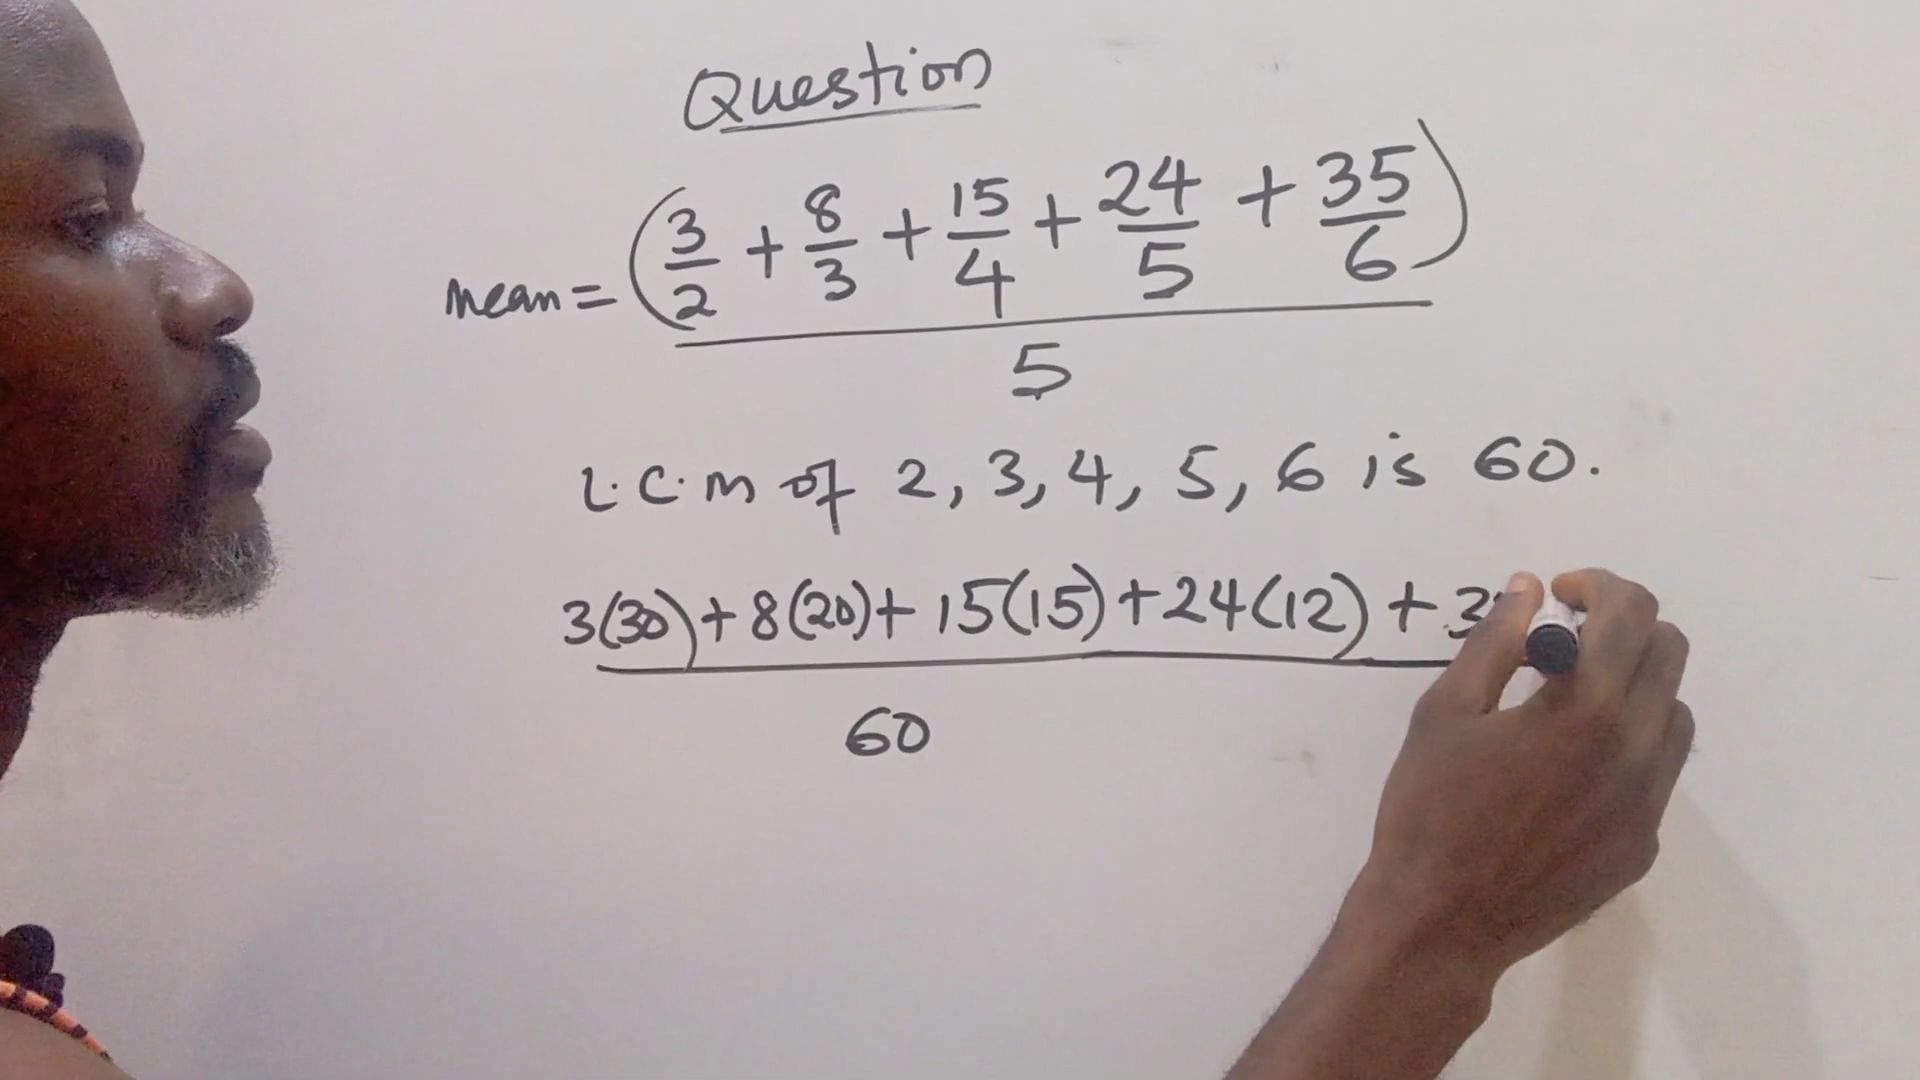 Question
mean = (3/2 + 8/3 + 15/4 + 24/5 + 35/6)
5
L.C.M of 2, 3, 4, 5, 6 is 60.
3(30) + 8(20) + 15(15) + 24(12) + 3
60